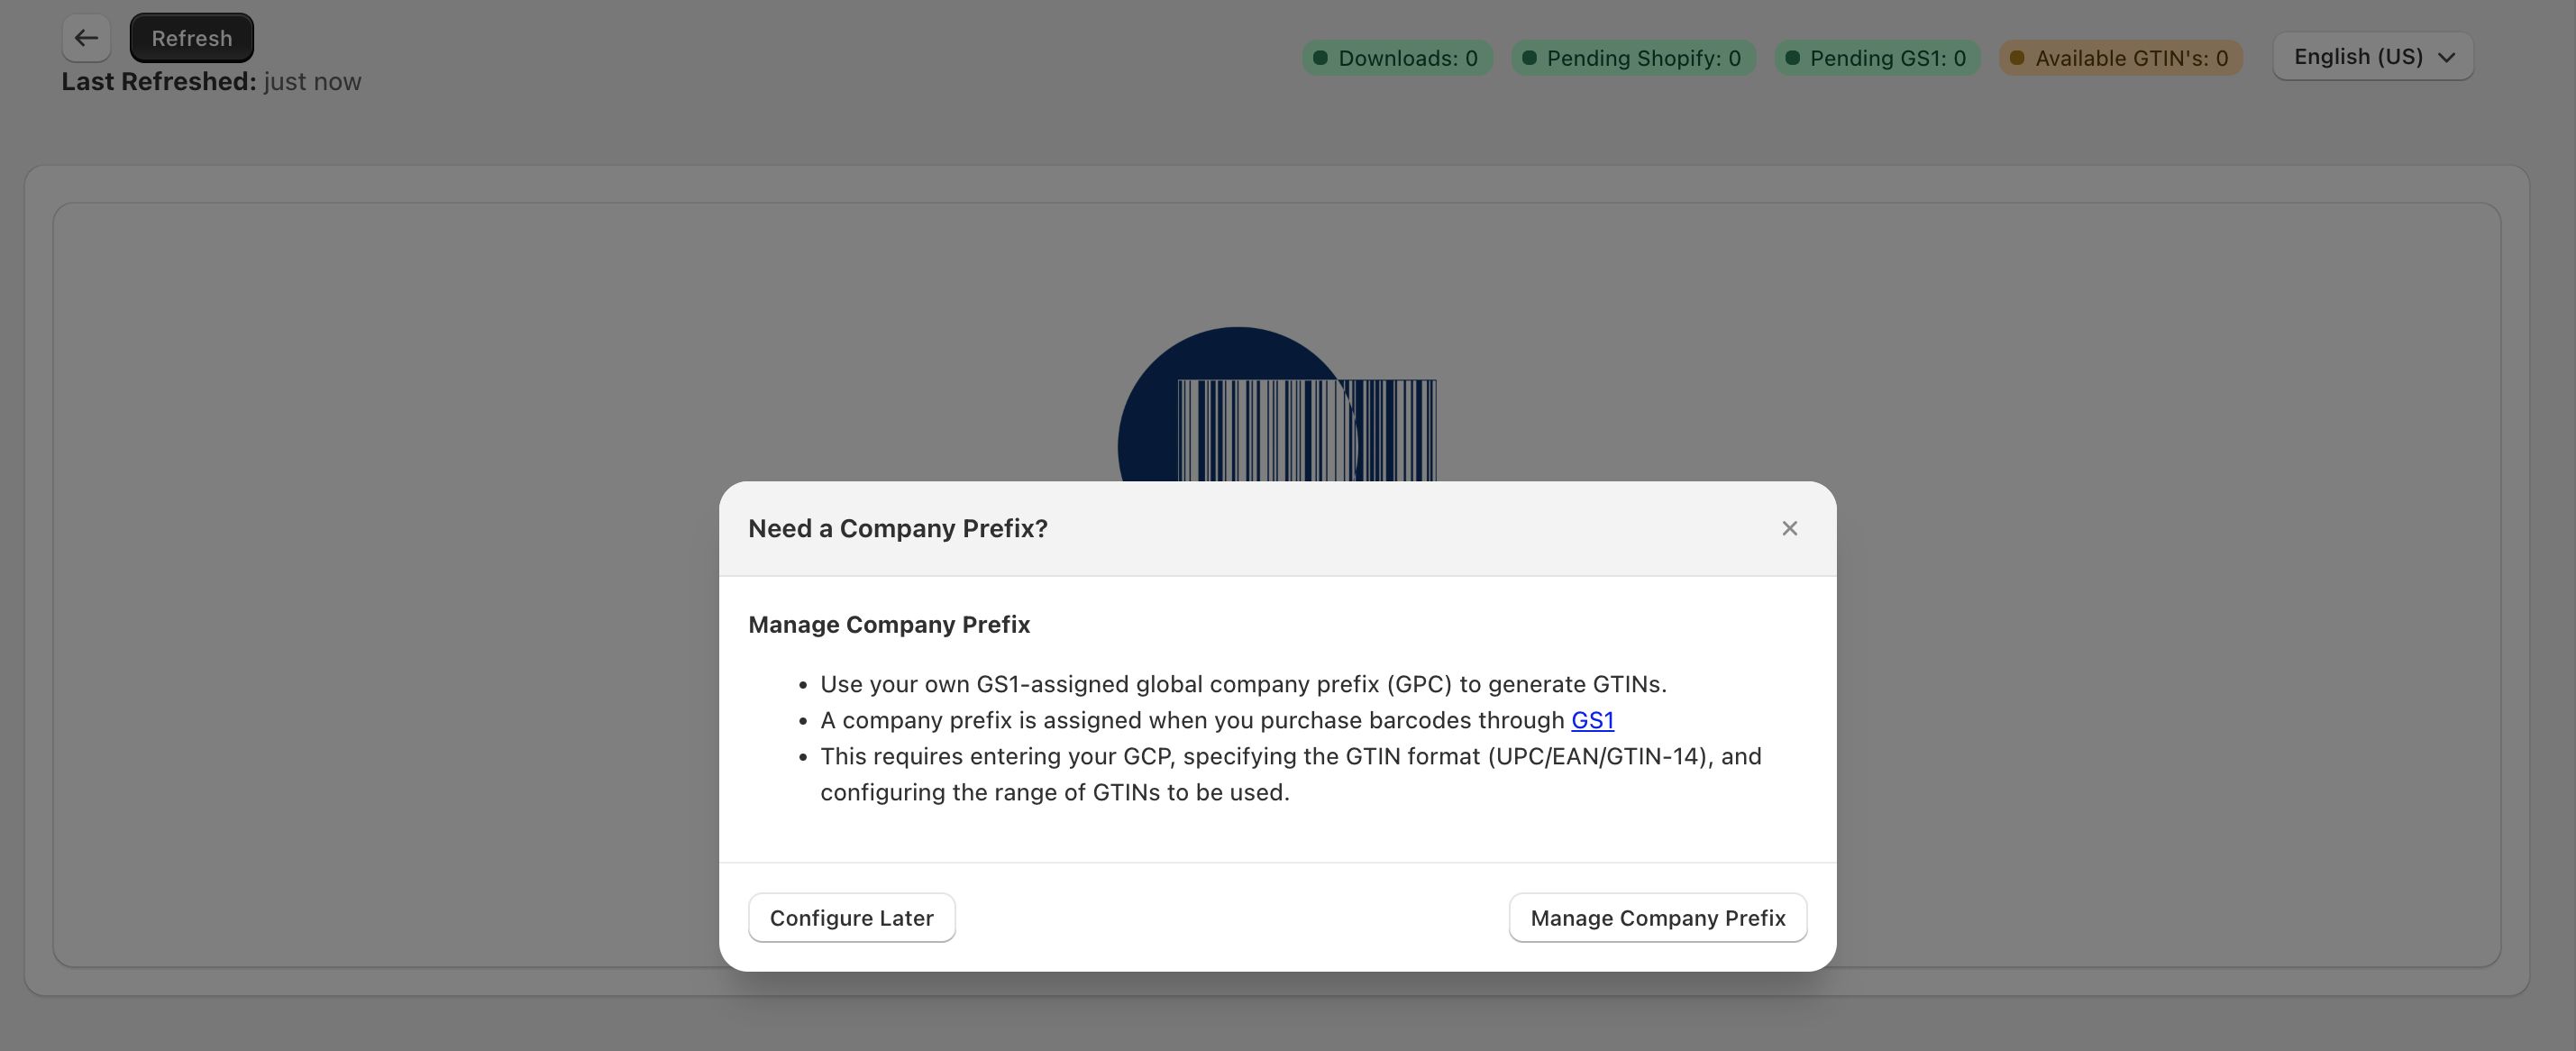 Refresh
Last Refreshed: just now
Downloads: 0
Pending Shopify: 0
Pending GS1: 0
Available GTIN's: 0
English (US)
Need a Company Prefix?
Manage Company Prefix
• Use your own GS1-assigned global company prefix (GPC) to generate GTINs.
• A company prefix is assigned when you purchase barcodes through GS1
• This requires entering your GCP, specifying the GTIN format (UPC/EAN/GTIN-14), and
configuring the range of GTINs to be used.
Configure Later
Manage Company Prefix